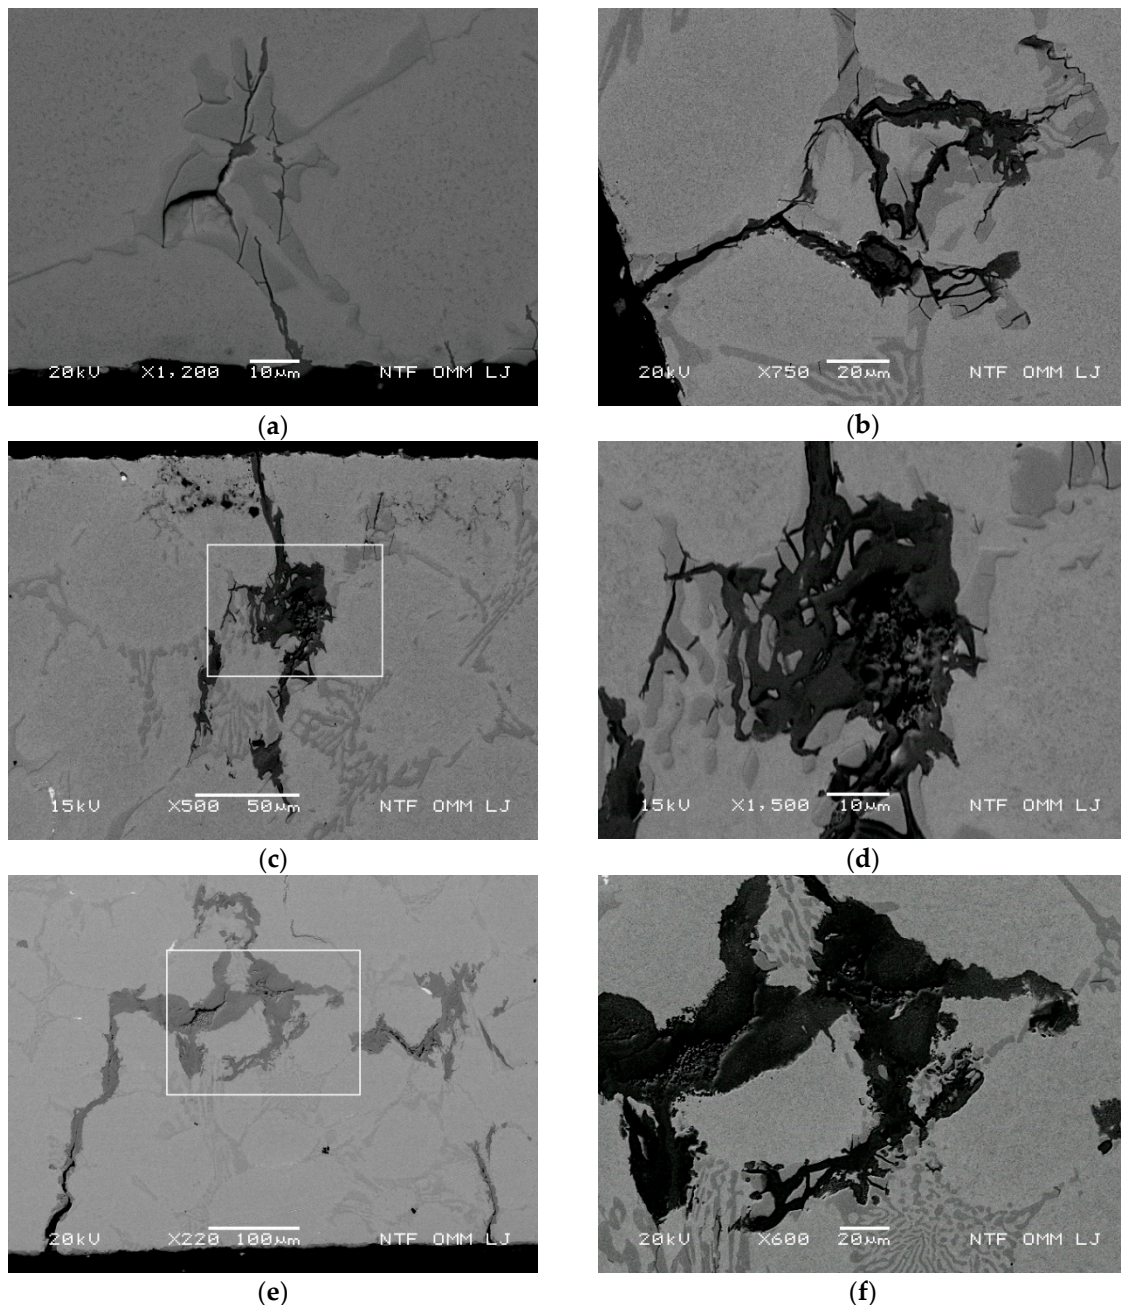 20kV X1,200 10µm NTF OMM LJ
20kV X750 20µm NTF OMM LJ
(a)
(b)
15kV X500 50µm NTF OMM LJ
15kV X1,500 10µm NTF OMM LJ
(c)
(d)
20kV X220 100µm NTF OMM LJ
20kV X600 20µm NTF OMM LJ
(e)
(f)